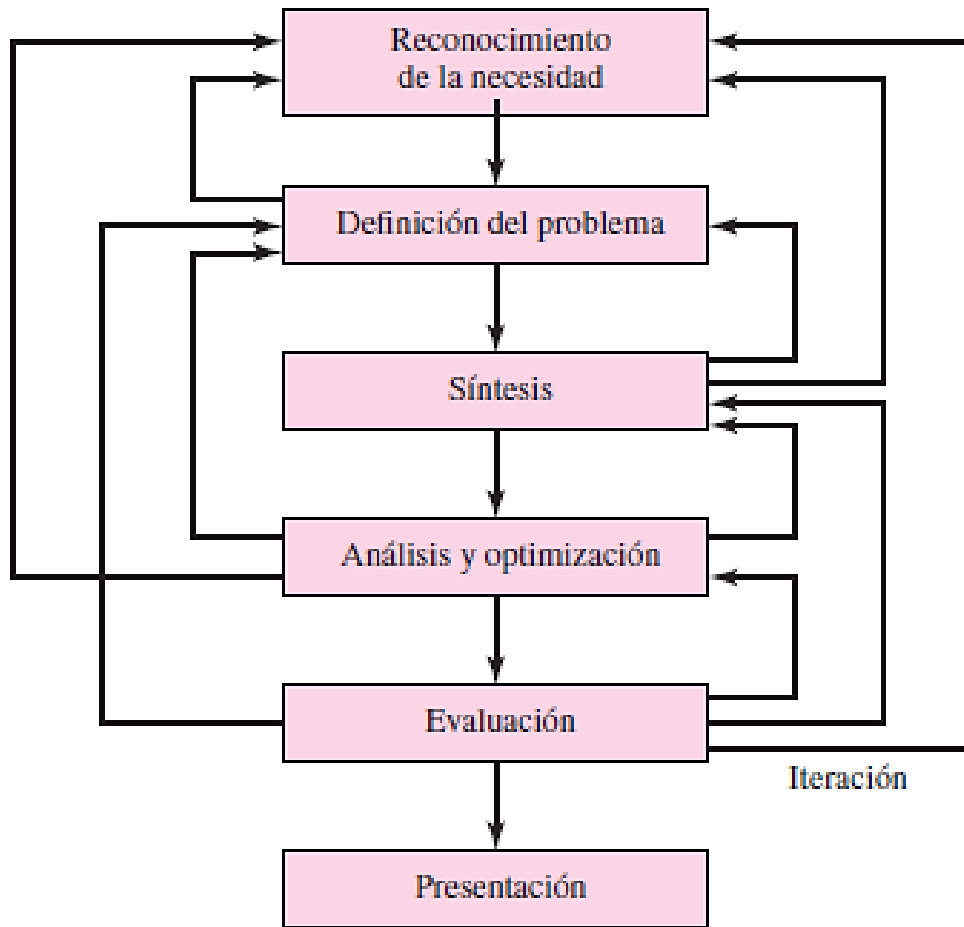 Reconocimiento
de la necesidad
Definición del problema
Síntesis
Análisis y optimización
Evaluación
Iteración
Presentación